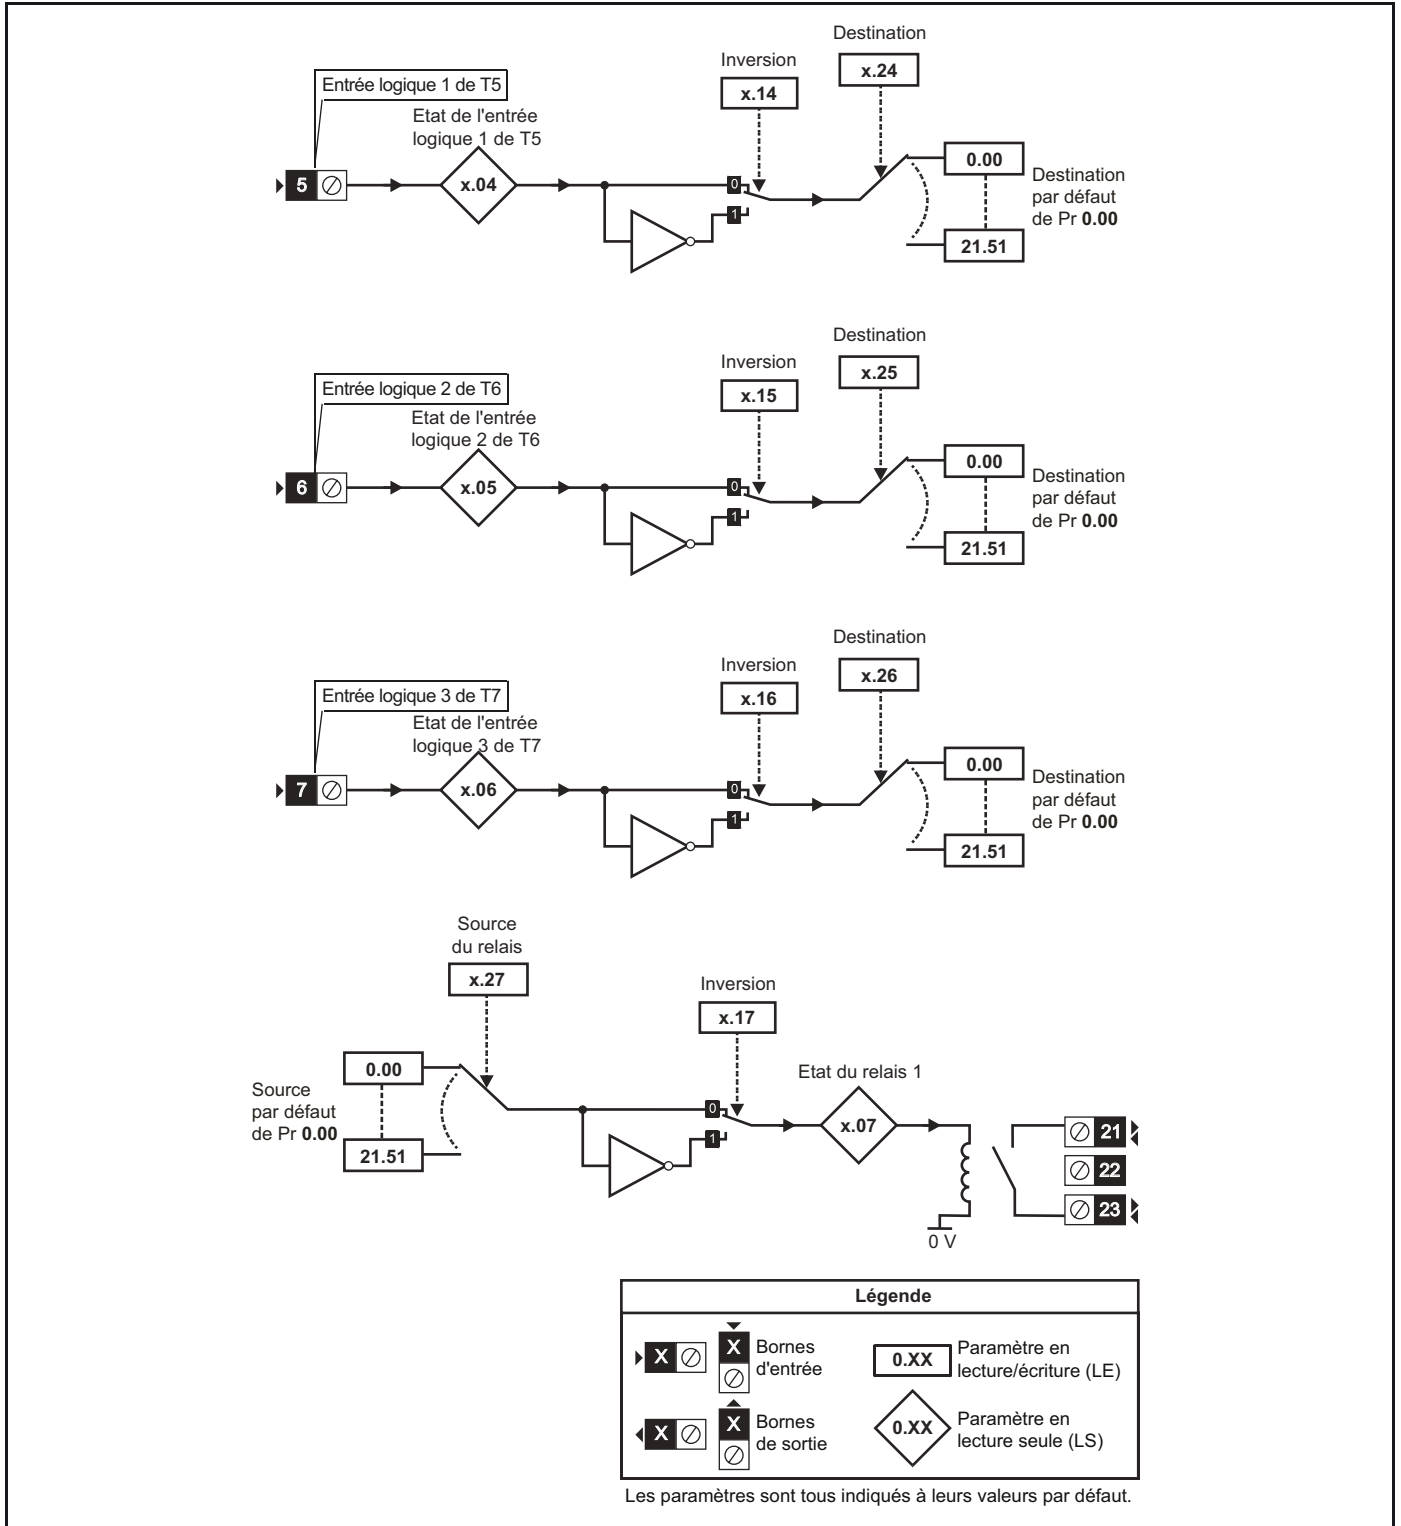 Destination
x.24
Inversion
x.14
Entrée logique 1 de T5
Etat de l'entrée
logique 1 de T5
5
x.04
0
1
0.00
21.51
Destination
par défaut
de Pr 0.00
Destination
x.25
Inversion
x.15
Entrée logique 2 de T6
Etat de l'entrée
logique 2 de T6
6
x.05
0
1
0.00
21.51
Destination
par défaut
de Pr 0.00
Destination
x.26
Inversion
x.16
Entrée logique 3 de T7
Etat de l'entrée
logique 3 de T7
7
x.06
0
1
0.00
21.51
Destination
par défaut
de Pr 0.00
Source
du relais
x.27
Inversion
x.17
Source
par défaut
de Pr 0.00
0.00
21.51
0
1
Etat du relais 1
x.07
0 V
21
22
23
Légende
X
X
Bornes
d'entrée
0.XX
Paramètre en
lecture/écriture (LE)
X
X
Bornes
de sortie
0.XX
Paramètre en
lecture seule (LS)
Les paramètres sont tous indiqués à leurs valeurs par défaut.